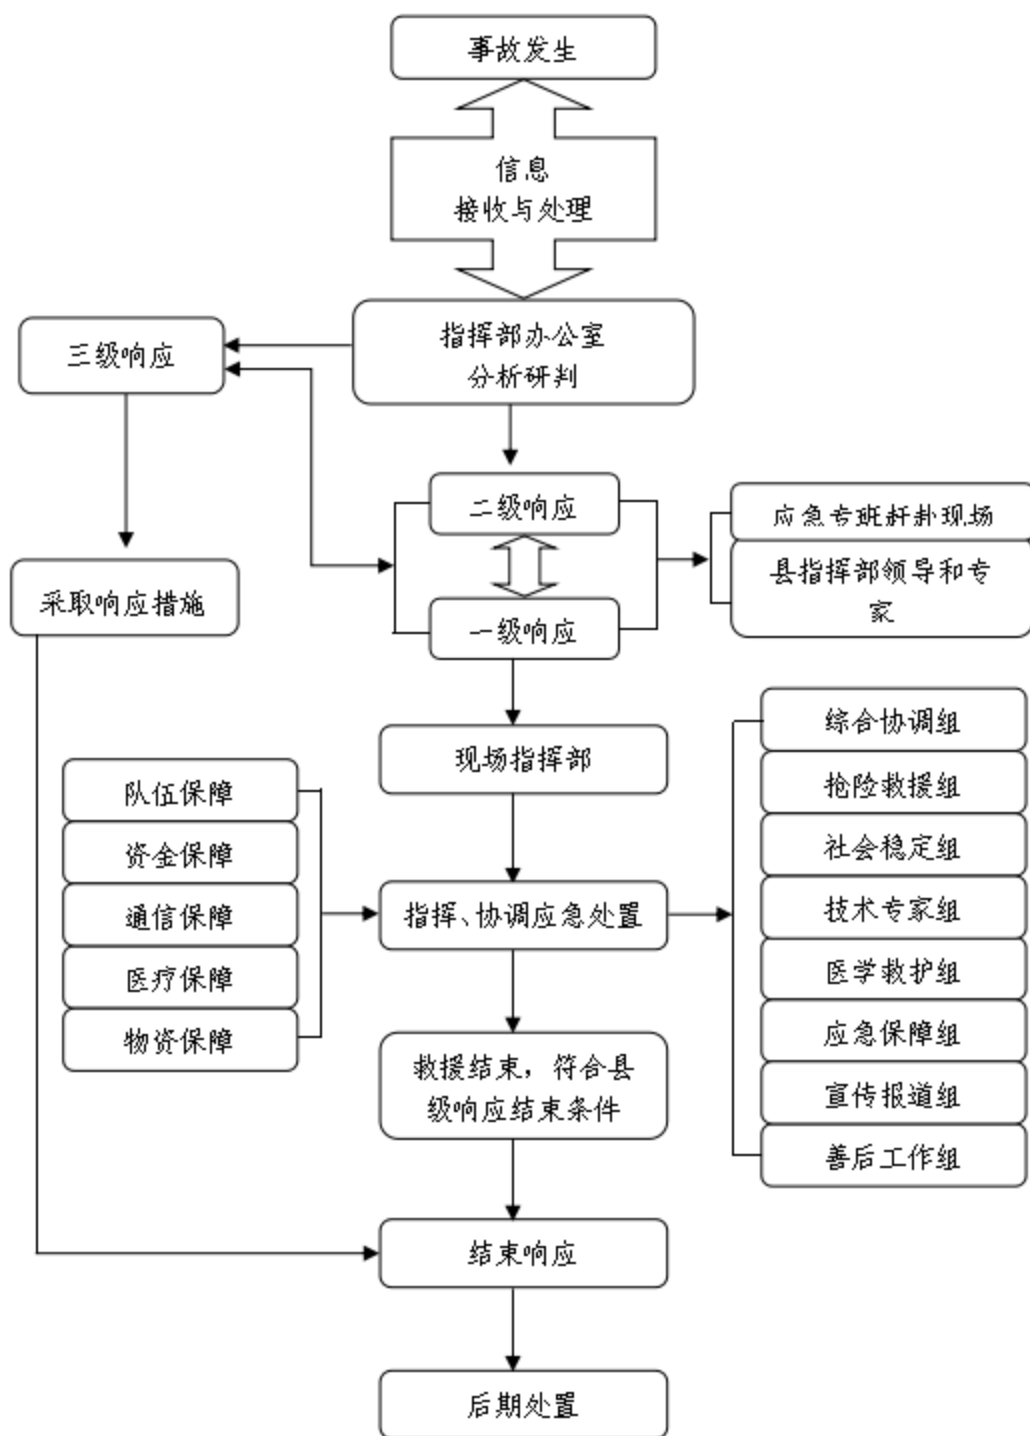 事故发生
信息
接收与处理
指挥部办公室
分析研判
三级响应
二级响应
应急专班赶赴现场
县指挥部领导和专
家
采取响应措施
一级响应
综合协调组
现场指挥部
抢险救援组
队伍保障
社会稳定组
资金保障
技术专家组
通信保障
指挥、协调应急处置
医学救护组
医疗保障
应急保障组
物资保障
救援结束，符合县
级响应结束条件
宣传报道组
善后工作组
结束响应
后期处置